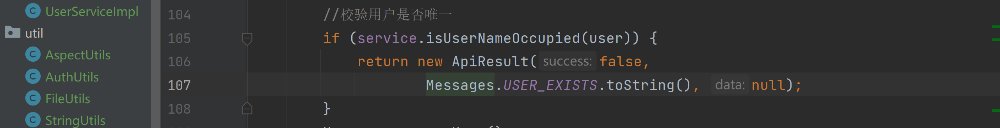 UserServiceImpl
util
AspectUtils
AuthUtils
FileUtils
StringUtils
104 //校验用户是否唯一
105 if (service.isUserNameOccupied(user)) {
106 return new ApiResult( success: false,
107 Messages.USER_EXISTS.toString(), data: null);
108 }